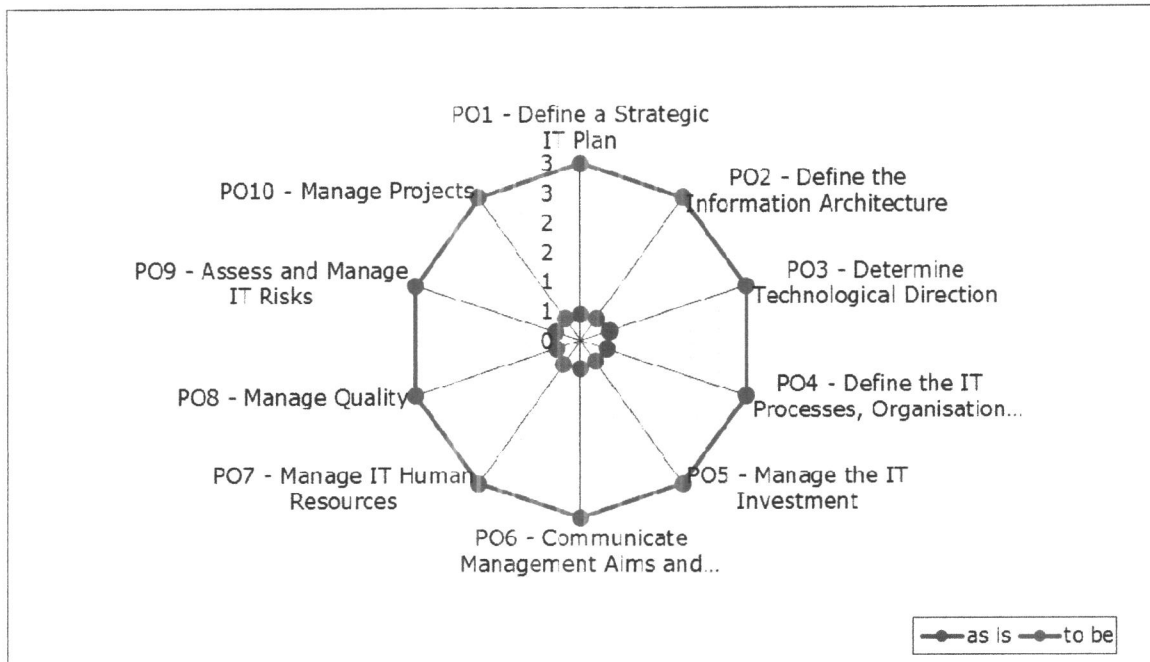 PO1 - Define a Strategic
IT Plan
3
3
2
2
1
1
0
PO2 - Define the
Information Architecture
PO3 - Determine
Technological Direction
PO4 - Define the IT
Processes, Organisation...
PO5 - Manage the IT
Investment
PO6 - Communicate
Management Aims and...
PO7 - Manage IT Human
Resources
PO8 - Manage Quality
PO9 - Assess and Manage
IT Risks
PO10 - Manage Projects
as is to be